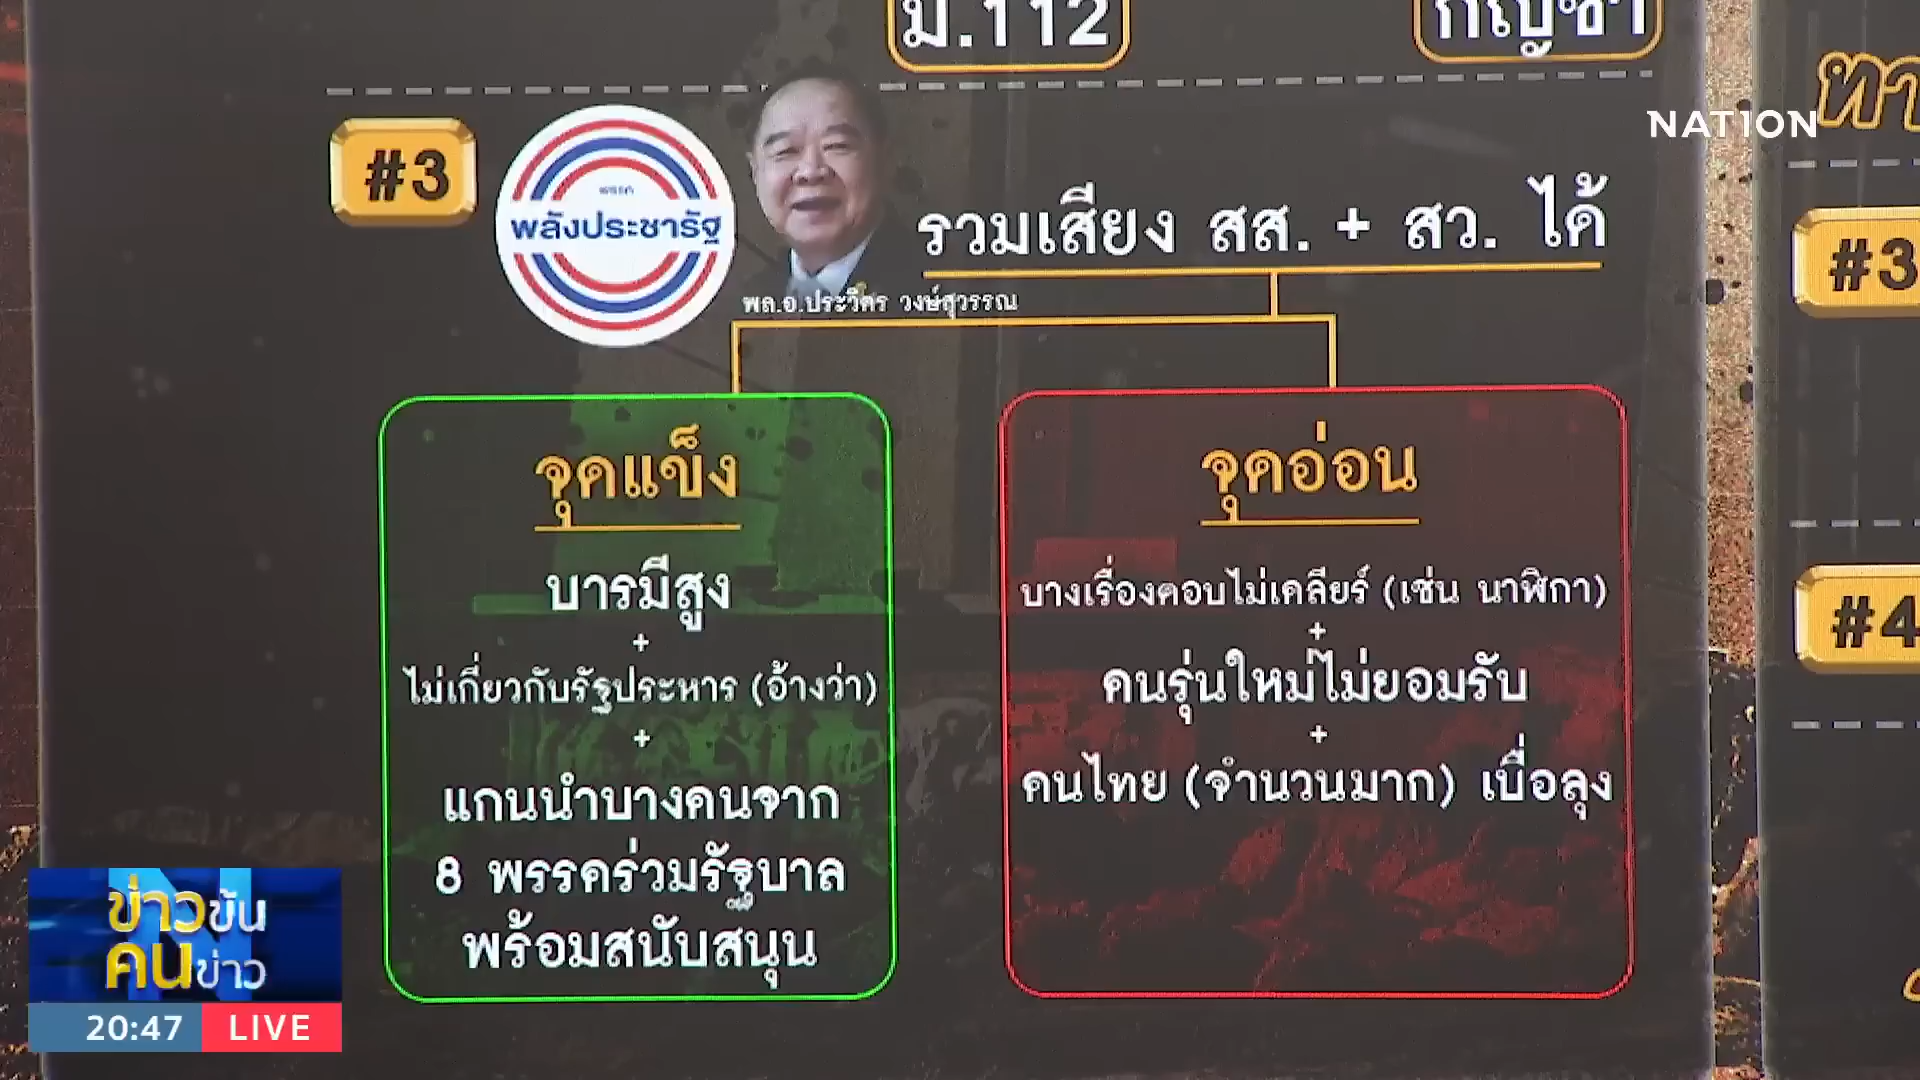 ม.112
กัญชา
NATION
#3
พรรค
พลังประชารัฐ
รวมเสียง สส. + สว. ได้
พล.อ.ประวิตร วงษ์สุวรรณ
#3
จุดแข็ง
บารมีสูง
+
ไม่เกี่ยวกับรัฐประหาร (อ้างว่า)
+
แกนนำบางคนจาก
8 พรรคร่วมรัฐบาล
พร้อมสนับสนุน
จุดอ่อน
บางเรื่องตอบไม่เคลียร์ (เช่น นาฬิกา)
+
คนรุ่นใหม่ไม่ยอมรับ
+
คนไทย (จำนวนมาก) เบื่อลุง
#4
ข่าวข้น
คนข่าว
20:47 LIVE